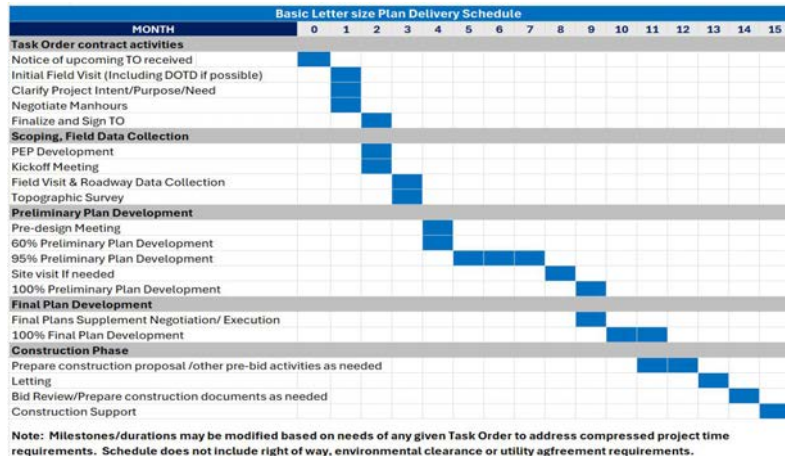 Basic Letter size Plan Delivery Schedule
MONTH 0 1 2 3 4 5 6 7 8 9 10 11 12 13 14 15
Task Order contract activities
Notice of upcoming TO received
Initial Field Visit (Including DOTD if possible)
Clarify Project Intent/Purpose/Need
Negotiate Manhours
Finalize and Sign TO
Scoping, Field Data Collection
PEP Development
Kickoff Meeting
Field Visit & Roadway Data Collection
Topographic Survey
Preliminary Plan Development
Pre-design Meeting
60% Preliminary Plan Development
95% Preliminary Plan Development
Site visit If needed
100% Preliminary Plan Development
Final Plan Development
Final Plans Supplement Negotiation/ Execution
100% Final Plan Development
Construction Phase
Prepare construction proposal /other pre-bid activities as needed
Letting
Bid Review/Prepare construction documents as needed
Construction Support
Note: Milestones/durations may be modified based on needs of any given Task Order to address compressed project time
requirements. Schedule does not include right of way, environmental clearance or utility agfreement requirements.